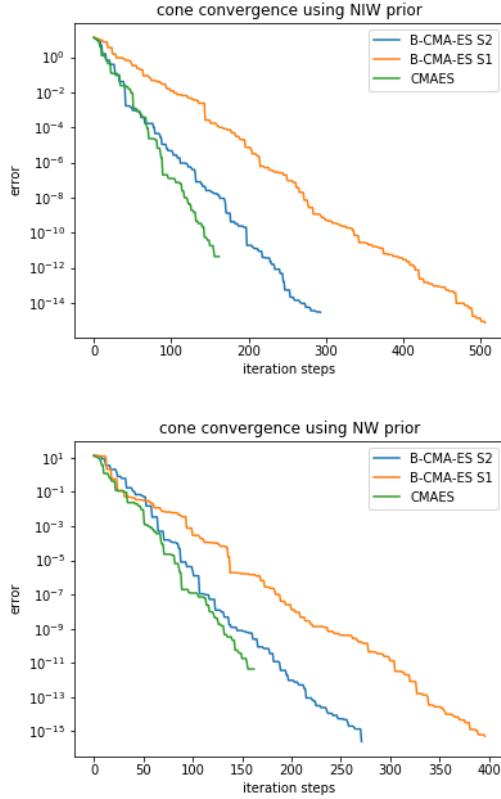 cone convergence using NIW prior
B-CMA-ES S2
B-CMA-ES S1
CMAES
10^0
10^-2
10^-4
10^-6
10^-8
10^-10
10^-12
10^-14
error
0 100 200 300 400 500
iteration steps
cone convergence using NW prior
B-CMA-ES S2
B-CMA-ES S1
CMAES
10^1
10^-1
10^-3
10^-5
10^-7
10^-9
10^-11
10^-13
10^-15
error
0 50 100 150 200 250 300 350 400
iteration steps